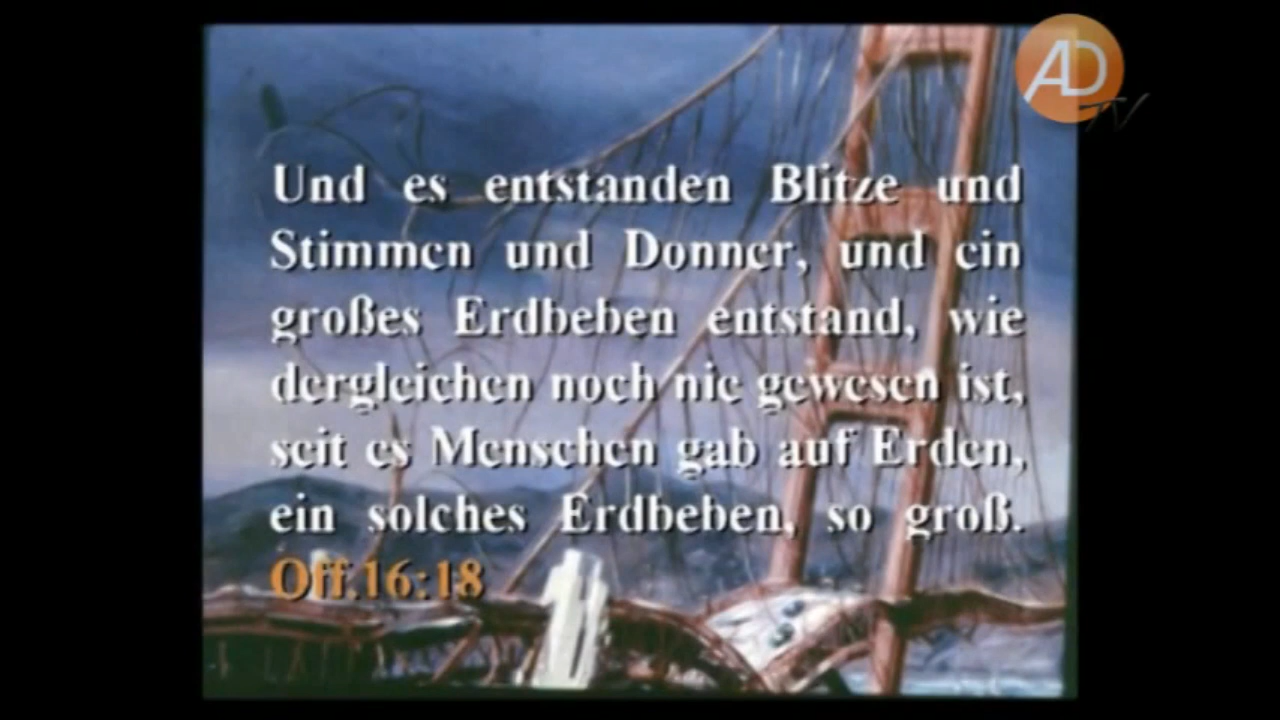 AD
TV
Und es entstanden Blitze und
Stimmen und Donner, und ein
großes Erdbeben entstand, wie
dergleichen noch nie gewesen ist,
seit es Menschen gab auf Erden,
ein solches Erdbeben, so groß.
Off.16:18